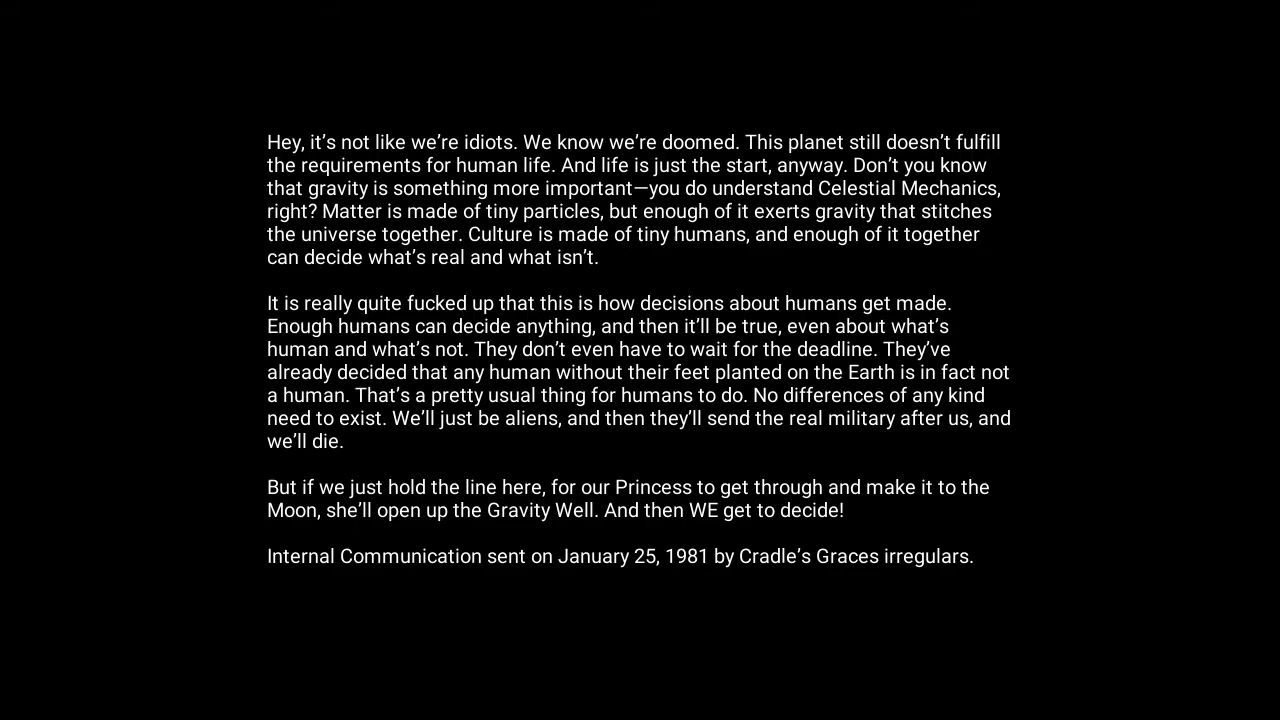 Hey, it’s not like we’re idiots. We know we’re doomed. This planet still doesn’t fulfill
the requirements for human life. And life is just the start, anyway. Don’t you know
that gravity is something more important—you do understand Celestial Mechanics,
right? Matter is made of tiny particles, but enough of it exerts gravity that stitches
the universe together. Culture is made of tiny humans, and enough of it together
can decide what’s real and what isn’t.
It is really quite fucked up that this is how decisions about humans get made.
Enough humans can decide anything, and then it’ll be true, even about what’s
human and what’s not. They don’t even have to wait for the deadline. They’ve
already decided that any human without their feet planted on the Earth is in fact not
a human. That’s a pretty usual thing for humans to do. No differences of any kind
need to exist. We’ll just be aliens, and then they’ll send the real military after us, and
we’ll die.
But if we just hold the line here, for our Princess to get through and make it to the
Moon, she’ll open up the Gravity Well. And then WE get to decide!
Internal Communication sent on January 25, 1981 by Cradle’s Graces irregulars.